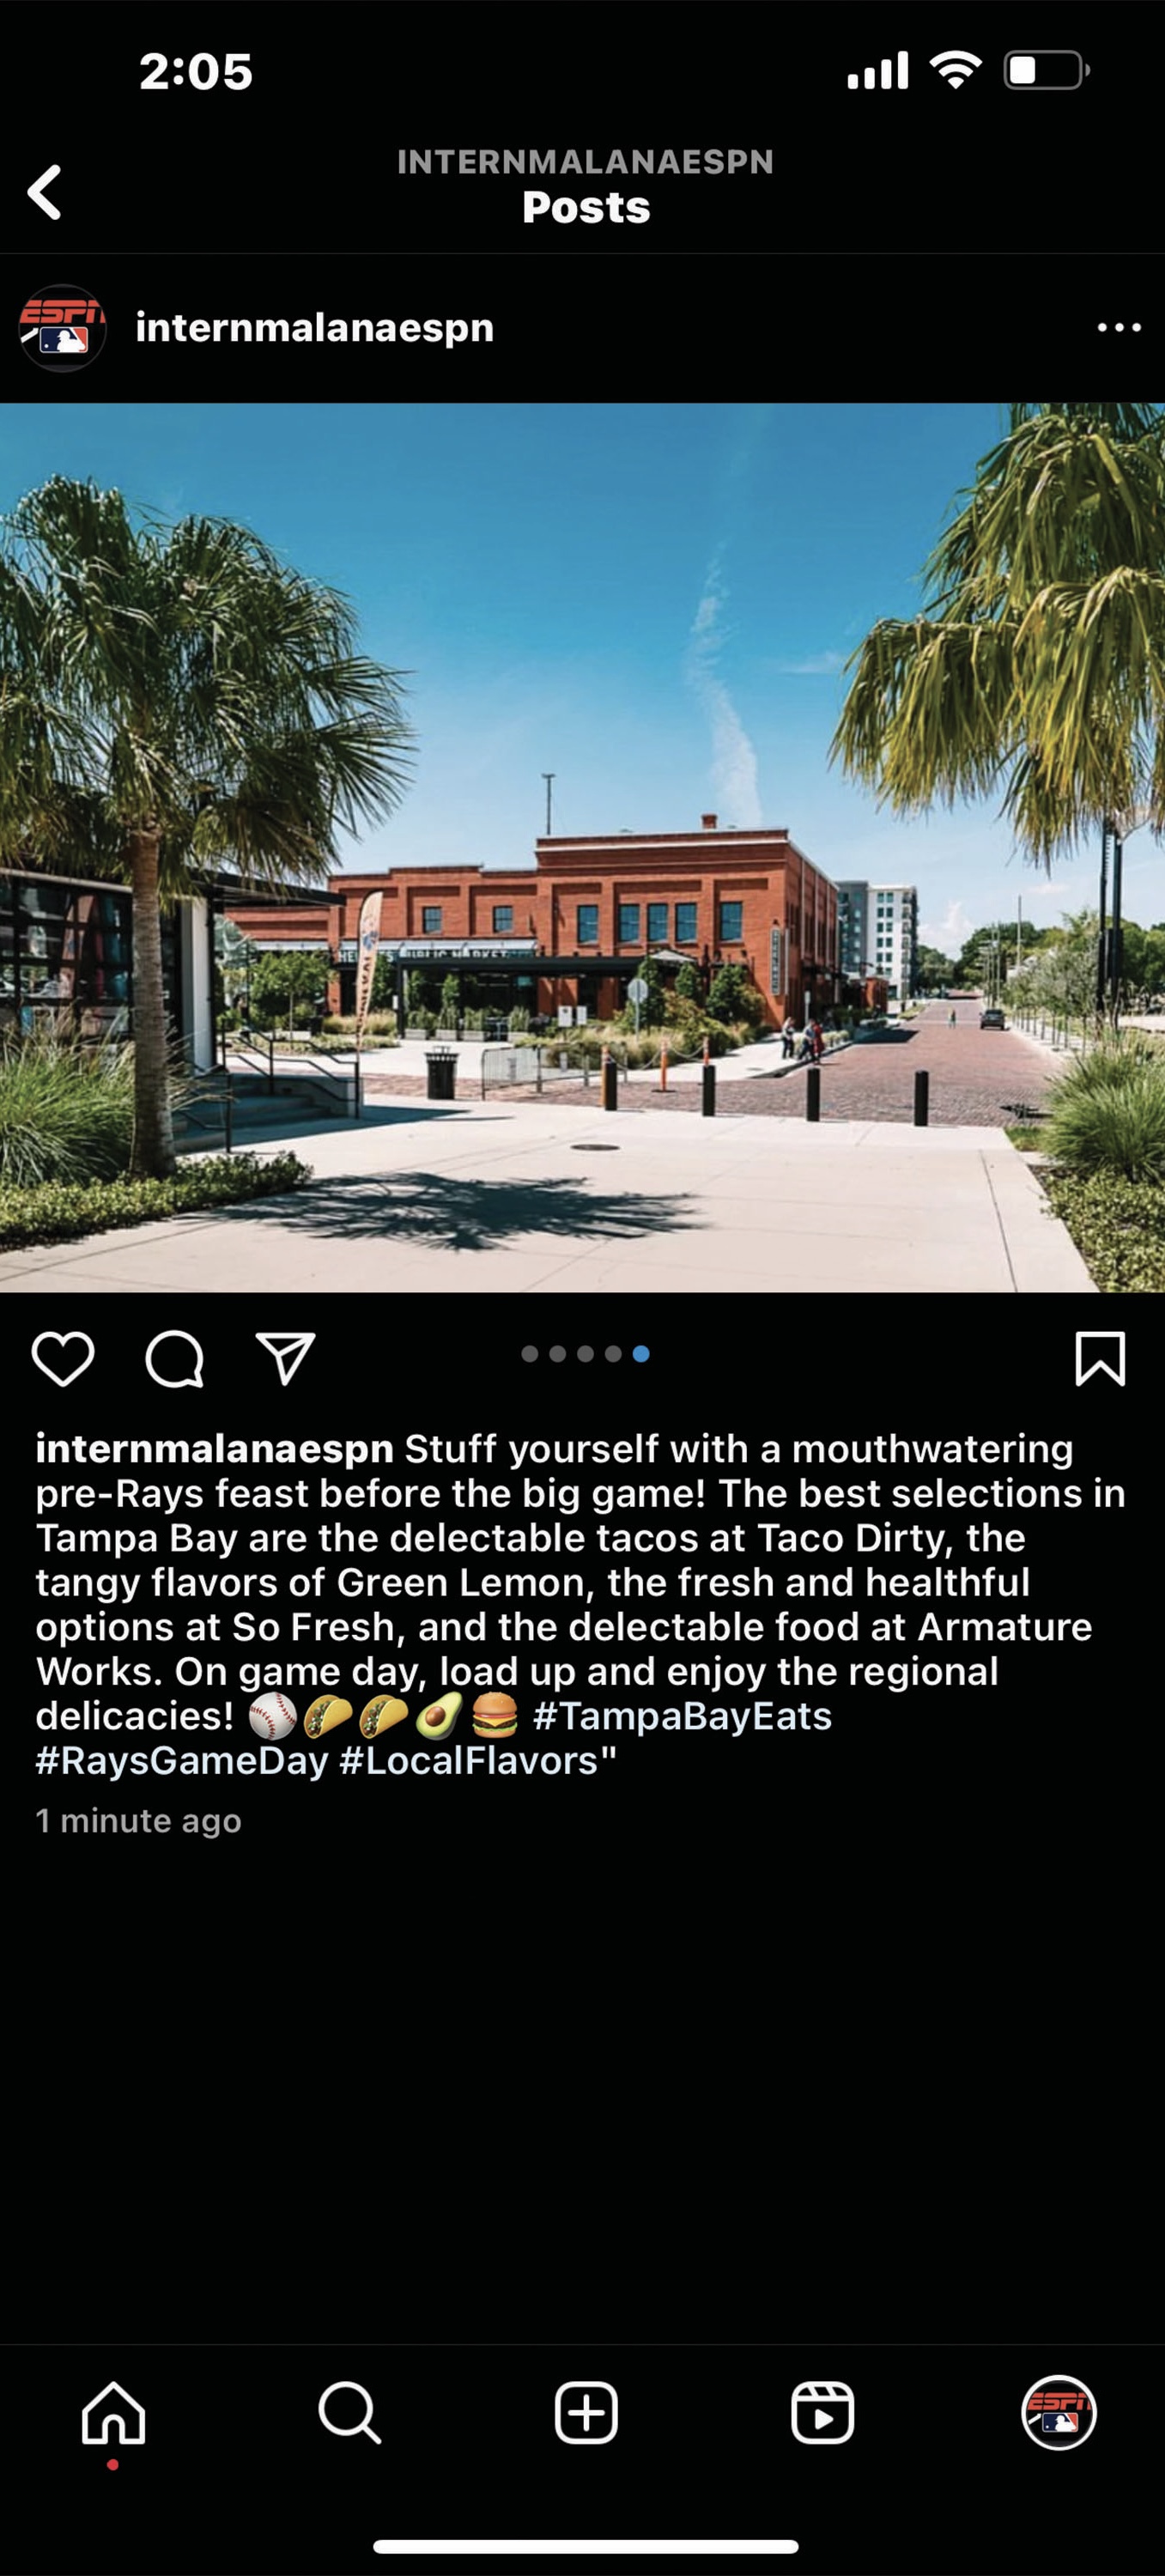 2:05
INTERNMALANAESPN
Posts
ESPN
internmalanaespn
PUBLIC MARKET
internmalanaespn Stuff yourself with a mouthwatering
pre-Rays feast before the big game! The best selections in
Tampa Bay are the delectable tacos at Taco Dirty, the
tangy flavors of Green Lemon, the fresh and healthful
options at So Fresh, and the delectable food at Armature
Works. On game day, load up and enjoy the regional
delicacies! ⚾🌮🌮🥑🍔 #TampaBayEats
#RaysGameDay #LocalFlavors"
1 minute ago
ESPN